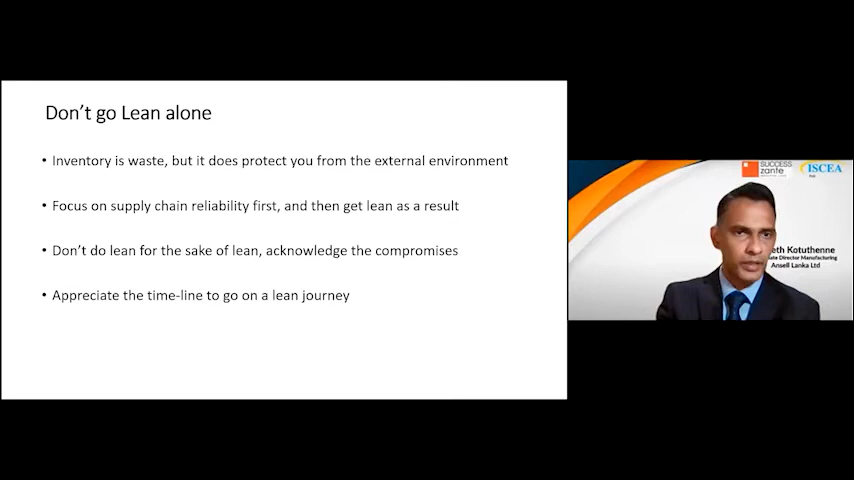 Don't go Lean alone
• Inventory is waste, but it does protect you from the external environment
• Focus on supply chain reliability first, and then get lean as a result
• Don't do lean for the sake of lean, acknowledge the compromises
• Appreciate the time-line to go on a lean journey
SUCCESS
zante
ISCEA
Kotuthenne
Director Manufacturing
Ansell Lanka Ltd